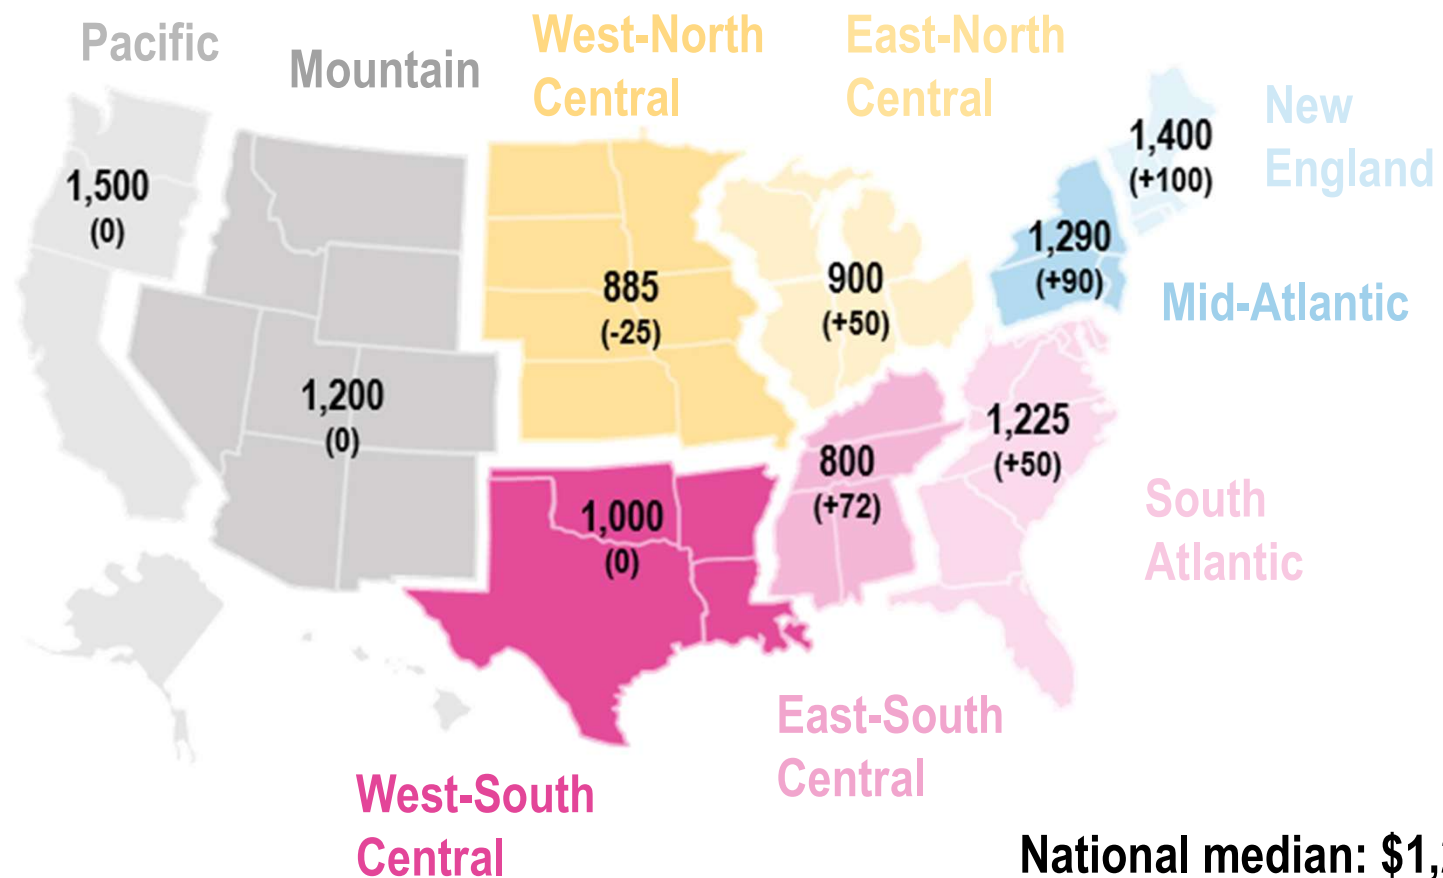 Pacific
Mountain
West-North
Central
East-North
Central
New
England
1,500
(0)
1,400
(+100)
1,290
(+90)
885
(-25)
900
(+50)
Mid-Atlantic
1,200
(0)
800
(+72)
1,225
(+50)
1,000
(0)
South
Atlantic
East-South
Central
West-South
Central
National median: $1,